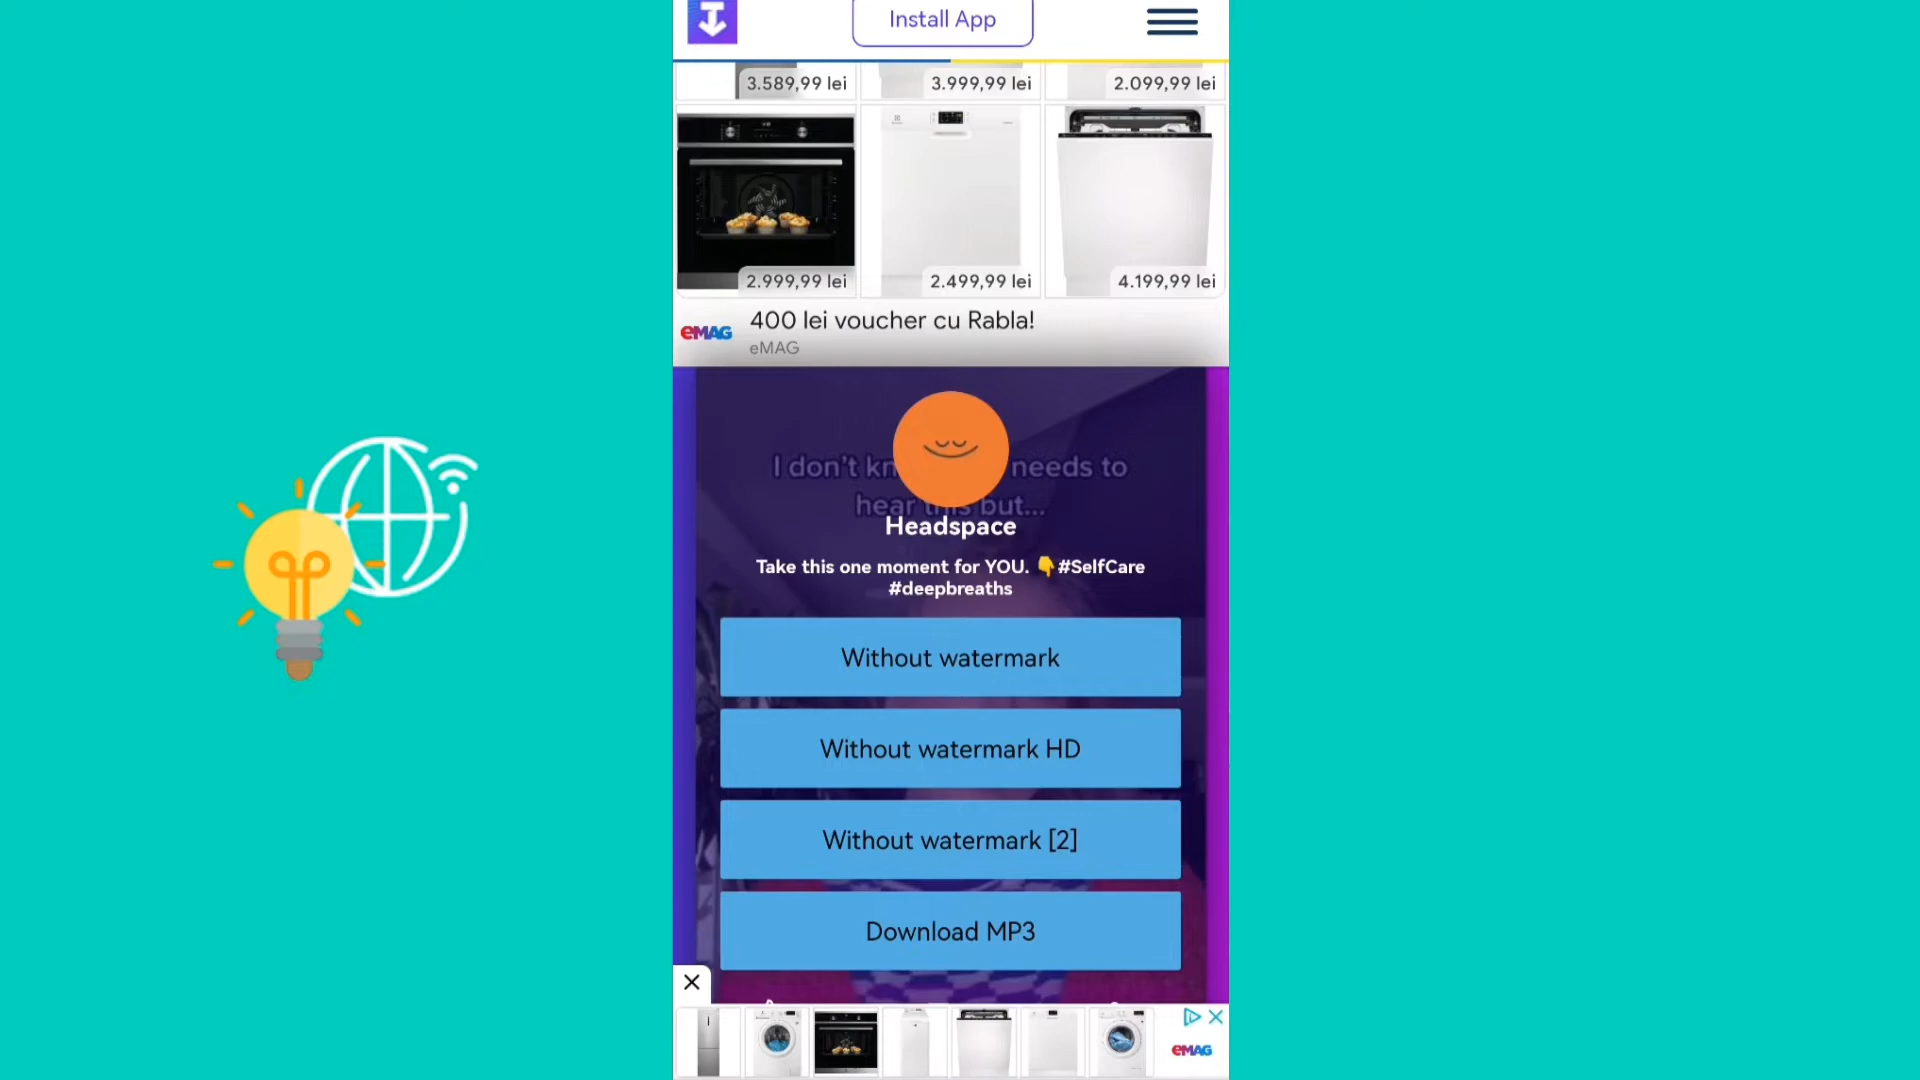 Install App
3.589,99 lei
3.999,99 lei
2.099,99 lei
2.999,99 lei
2.499,99 lei
4.199,99 lei
eMAG
400 lei voucher cu Rabla!
eMAG
I don't kn needs to
hear this but...
Headspace
Take this one moment for YOU. 👇#SelfCare
#deepbreaths
Without watermark
Without watermark HD
Without watermark [2]
Download MP3
eMAG